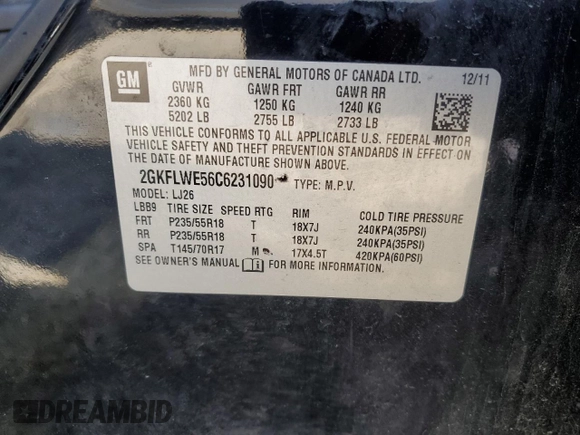 GM
MFD BY GENERAL MOTORS OF CANADA LTD. 12/11
GVWR GAWR FRT GAWR RR
2360 KG 1250 KG 1240 KG
5202 LB 2755 LB 2733 LB
THIS VEHICLE CONFORMS TO ALL APPLICABLE U.S. FEDERAL MOTOR
VEHICLE SAFETY AND THEFT PREVENTION STANDARDS IN EFFECT ON
THE DATE OF MANUFACTURE SHOWN ABOVE.
2GKFLWE56C6231090 TYPE: M.P.V.
MODEL: LJ26
LBB9 TIRE SIZE SPEED RTG RIM COLD TIRE PRESSURE
FRT P235/55R18 T 18X7J 240KPA(35PSI)
RR P235/55R18 T 18X7J 240KPA(35PSI)
SPA T145/70R17 M 17X4.5T 420KPA(60PSI)
SEE OWNER'S MANUAL FOR MORE INFORMATION.
DREAMBID